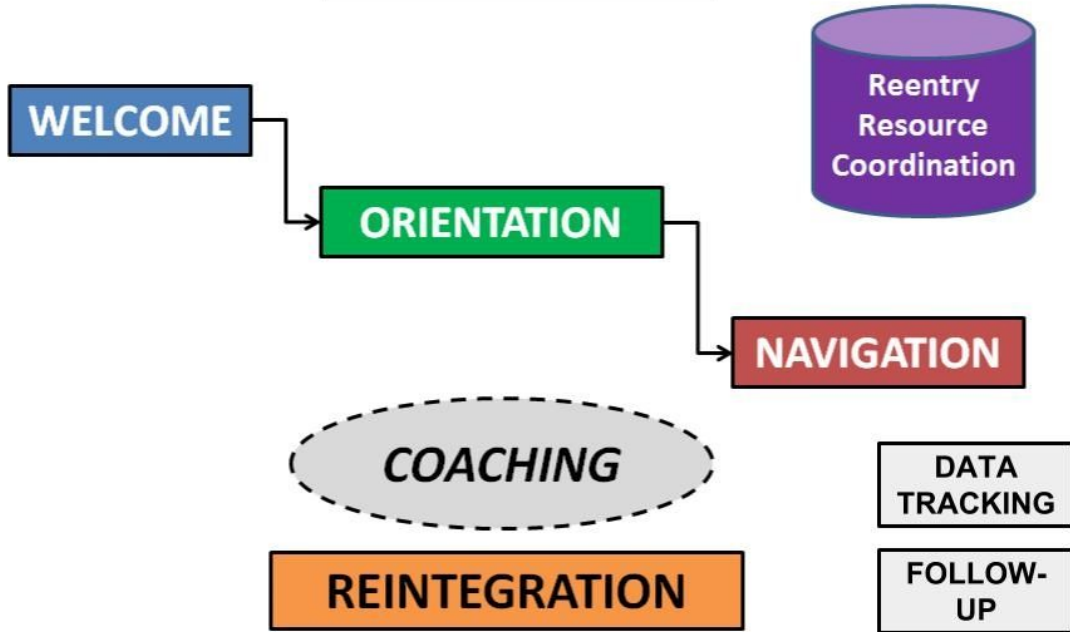 WELCOME
Reentry
Resource
Coordination
ORIENTATION
NAVIGATION
COACHING
DATA
TRACKING
REINTEGRATION
FOLLOW-
UP